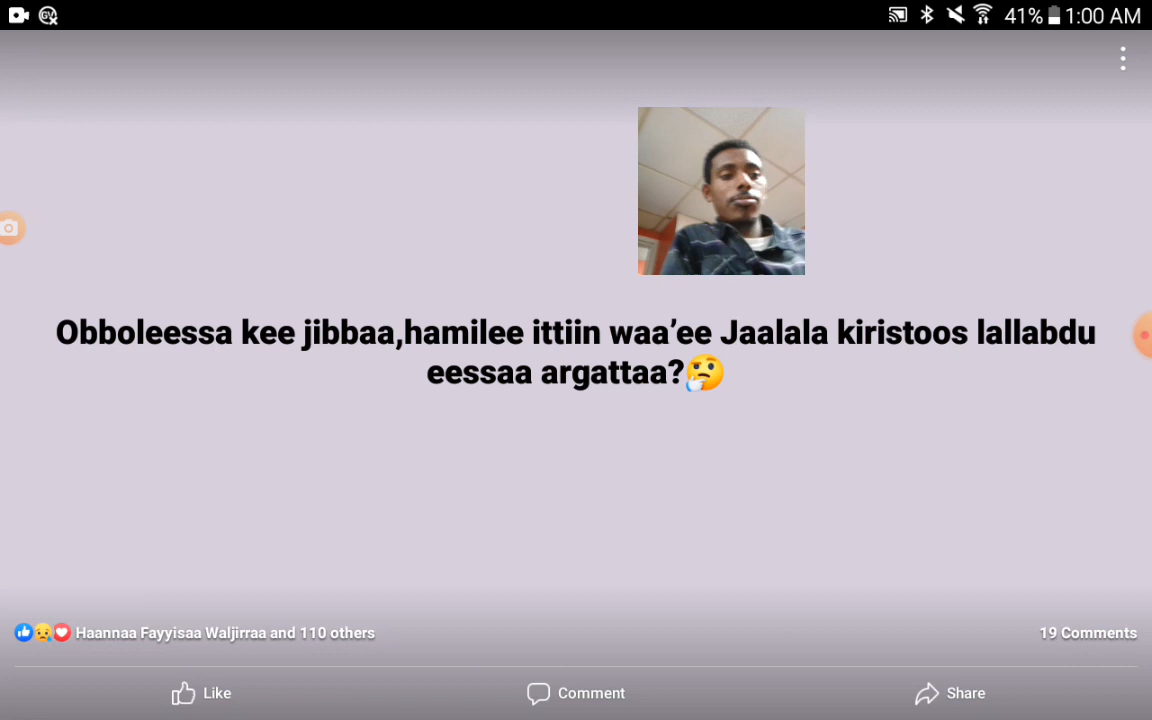 41% 1:00 AM
Obboleessa kee jibbaa,hamilee ittiin waa’ee Jaalala kiristoos lallabdu
eessaa argattaa?🤔
Haannaa Fayyisaa Waljirraa and 110 others
19 Comments
Like
Comment
Share